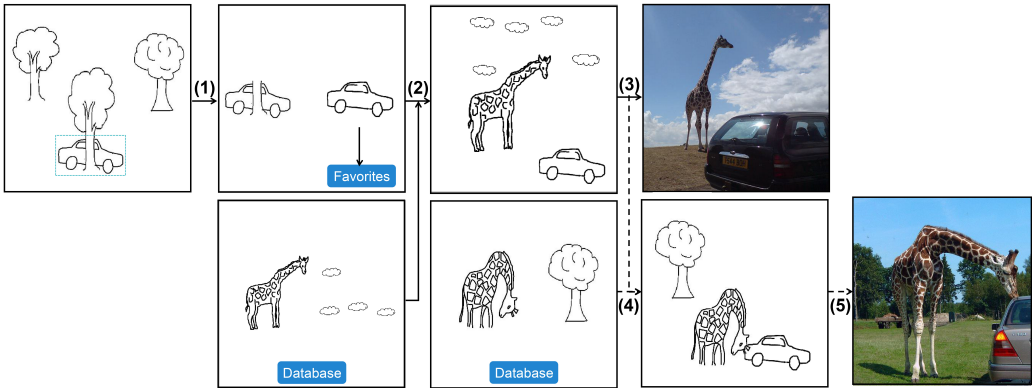 (1)
(2)
(3)
Favorites
Database
Database
(4)
(5)